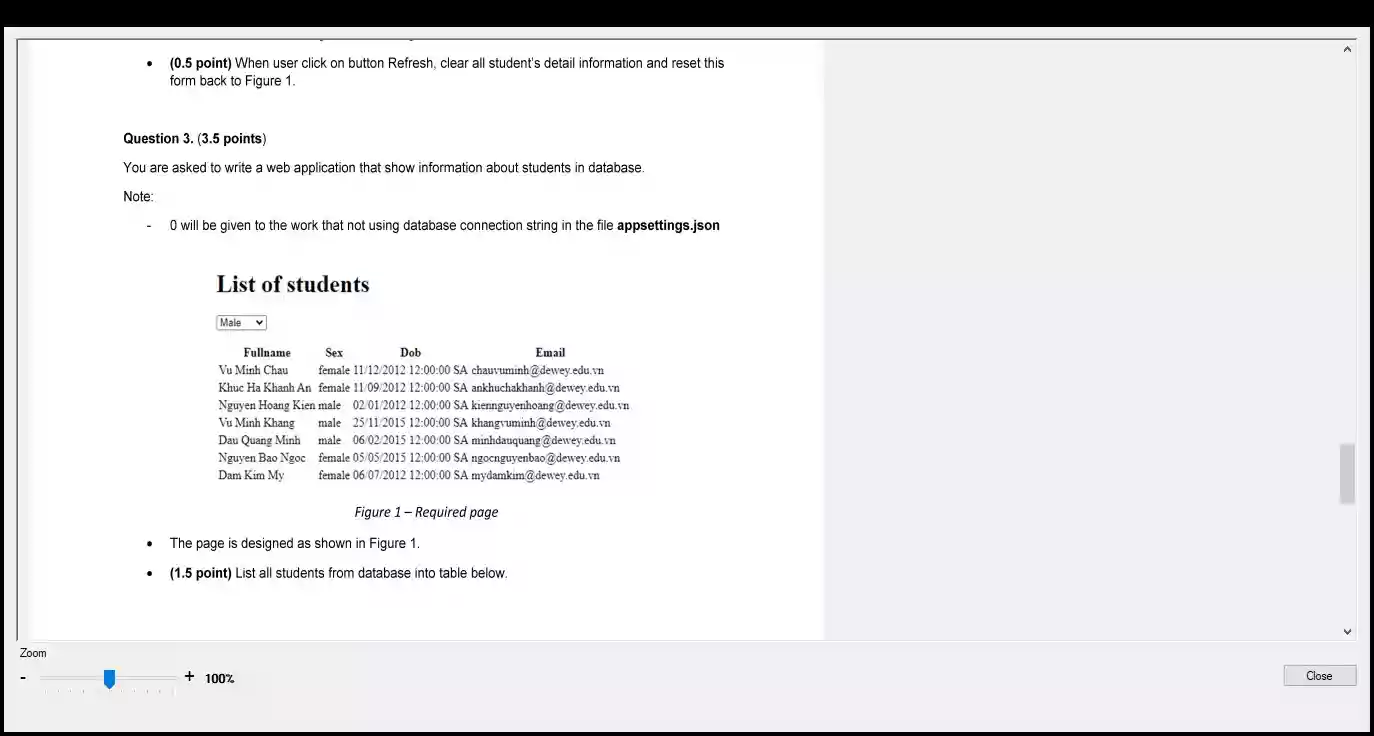 (0.5 point) When user click on button Refresh, clear all student's detail information and reset this
form back to Figure 1.
Question 3. (3.5 points)
You are asked to write a web application that show information about students in database.
Note:
- 0 will be given to the work that not using database connection string in the file appsettings.json
List of students
Male
Fullname Sex Dob Email
Vu Minh Chau female 11/12/2012 12:00:00 SA chauvuminh@dewey.edu.vn
Khuc Ha Khanh An female 11/09/2012 12:00:00 SA ankhuchakhanh@dewey.edu.vn
Nguyen Hoang Kien male 02/01/2012 12:00:00 SA kiennguyenhoang@dewey.edu.vn
Vu Minh Khang male 25/11/2015 12:00:00 SA khangvuminh@dewey.edu.vn
Dau Quang Minh male 06/02/2015 12:00:00 SA minhdauquang@dewey.edu.vn
Nguyen Bao Ngoc female 05/05/2015 12:00:00 SA ngocnguyenbao@dewey.edu.vn
Dam Kim My female 06/07/2012 12:00:00 SA mydamkim@dewey.edu.vn
Figure 1 – Required page
• The page is designed as shown in Figure 1.
• (1.5 point) List all students from database into table below.
Zoom
- + 100%
Close